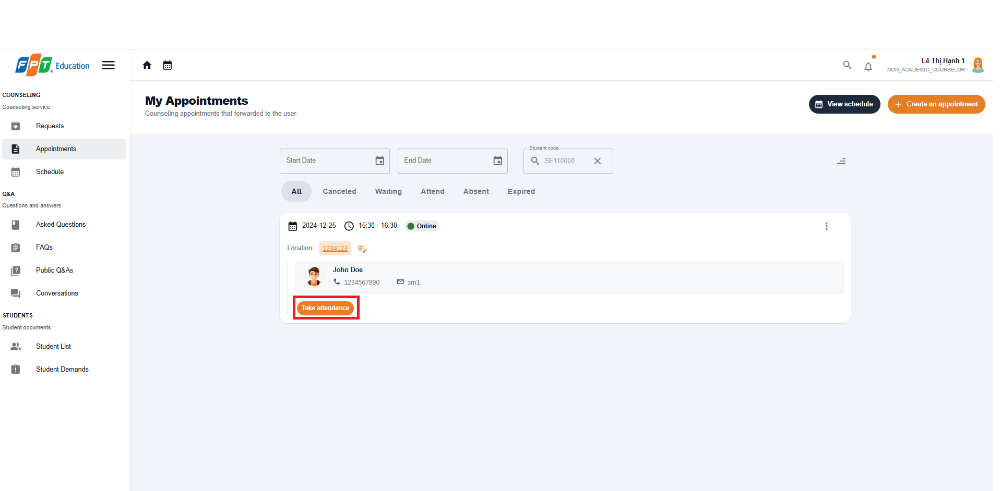 FPT Education
Lê Thị Hạnh 1
NON_ACADEMIC_COUNSELOR
COUNSELING
Counseling service
Requests
Appointments
Schedule
Q&A
Questions and answers
Asked Questions
FAQs
Public Q&As
Conversations
STUDENTS
Student documents
Student List
Student Demands
My Appointments
Counseling appointments that forwarded to the user
View schedule
+ Create an appointment
Start Date
End Date
Student code
SE110000
All Canceled Waiting Attend Absent Expired
2024-12-25 15:30 - 16:30 Online
Location: 1234123
John Doe
1234567890 sm1
Take attendance